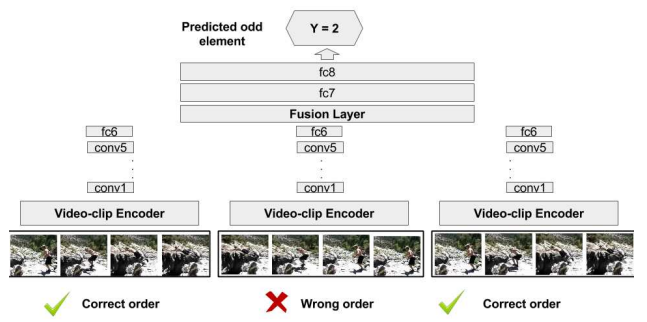 Predicted odd
element
Y = 2
fc8
fc7
Fusion Layer
fc6 fc6 fc6
conv5 conv5 conv5
conv1 conv1 conv1
Video-clip Encoder Video-clip Encoder Video-clip Encoder
Correct order Wrong order Correct order